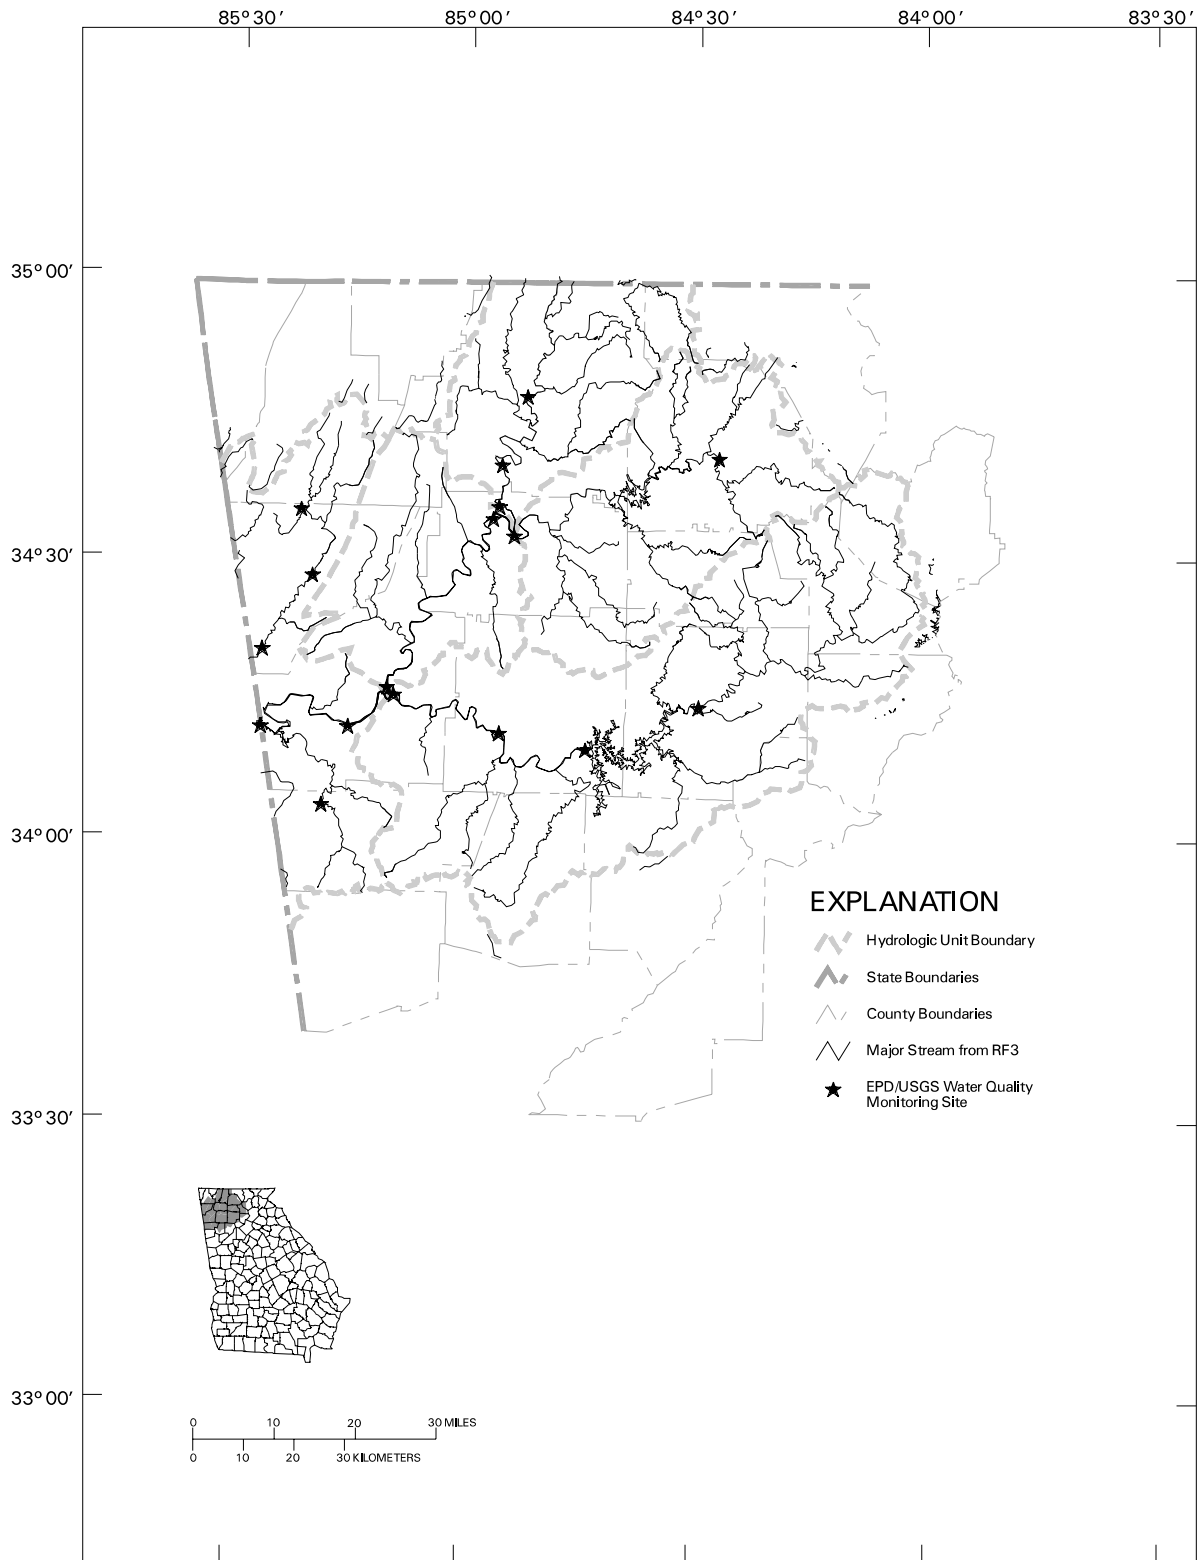 85°30′ 85°00′ 84°30′ 84°00′ 83°30′
35°00′
34°30′
34°00′
33°30′
33°00′
EXPLANATION
Hydrologic Unit Boundary
State Boundaries
County Boundaries
Major Stream from RF3
EPD/USGS Water Quality
Monitoring Site
0 10 20 30 MILES
0 10 20 30 KILOMETERS